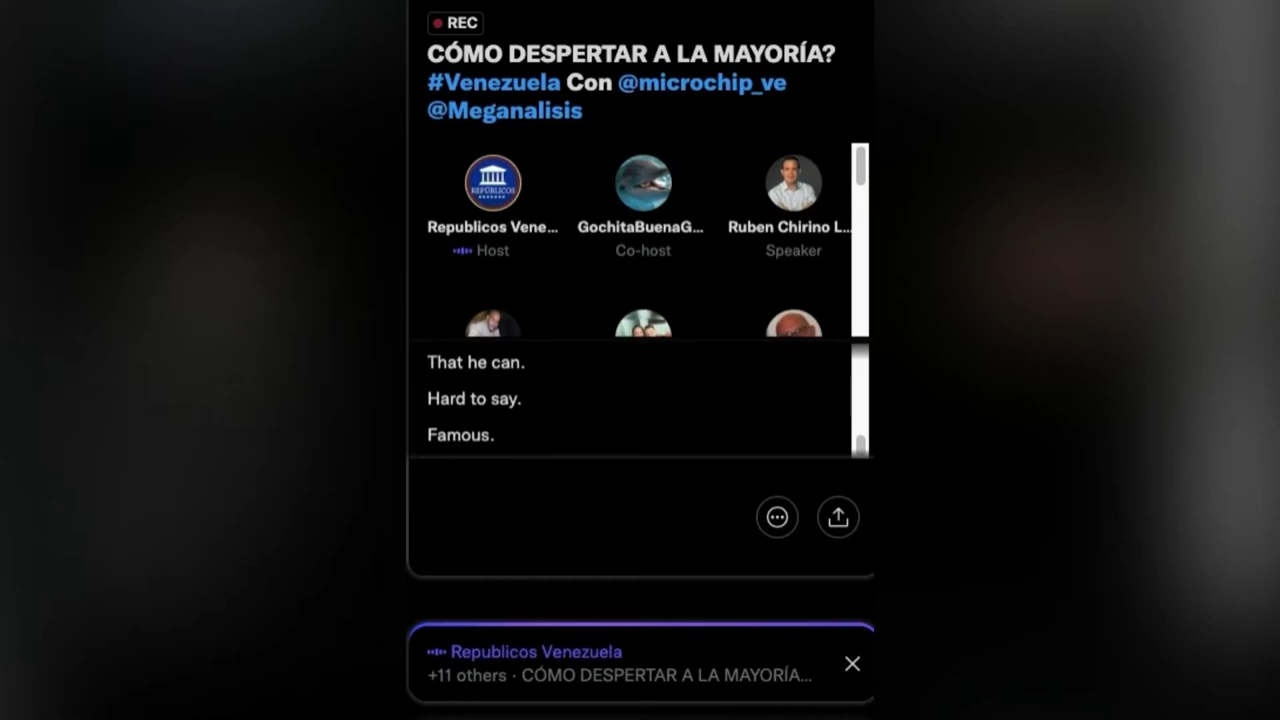 REC
CÓMO DESPERTAR A LA MAYORÍA?
#Venezuela Con @microchip_ve
@Meganalisis
REPÚBLICOS
Republicos Vene... GochitaBuenaG... Ruben Chirino L...
Host Co-host Speaker
That he can.
Hard to say.
Famous.
Republicos Venezuela
+11 others · CÓMO DESPERTAR A LA MAYORÍA...